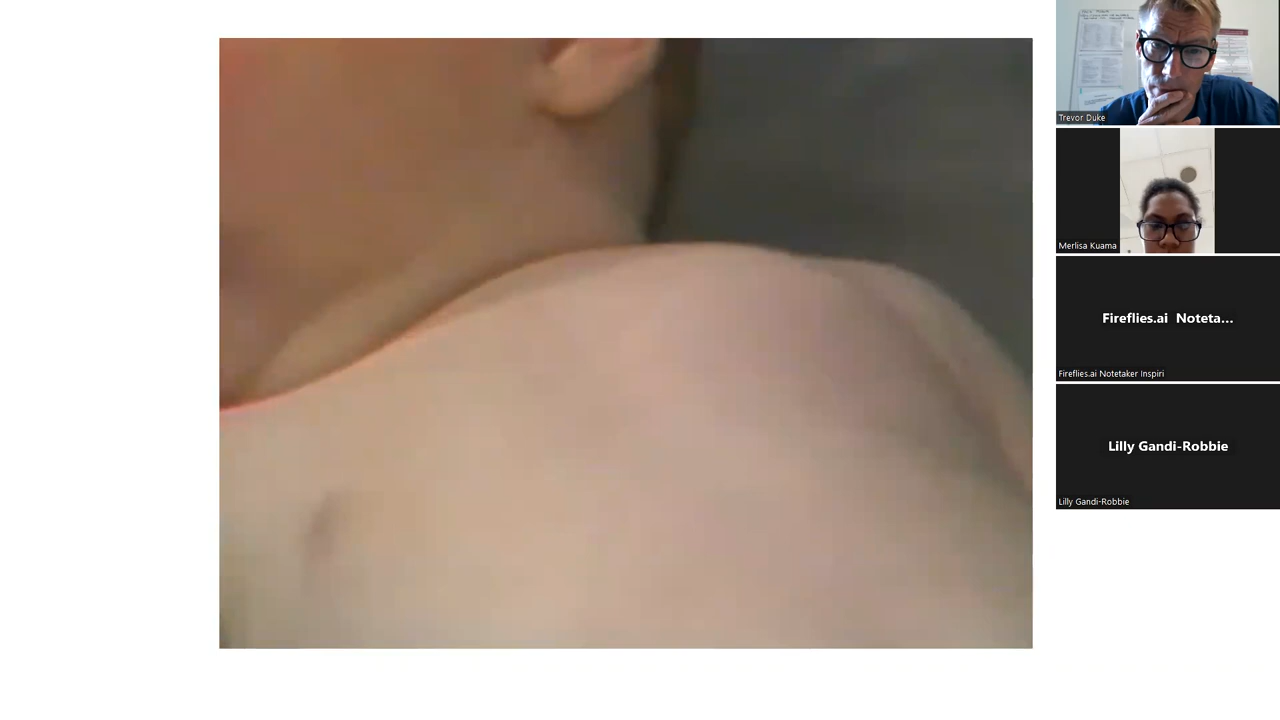 Trevor Duke
Merlisa Kuama
Fireflies.ai Noteta...
Fireflies.ai Notetaker Inspiri
Lilly Gandi-Robbie
Lilly Gandi-Robbie